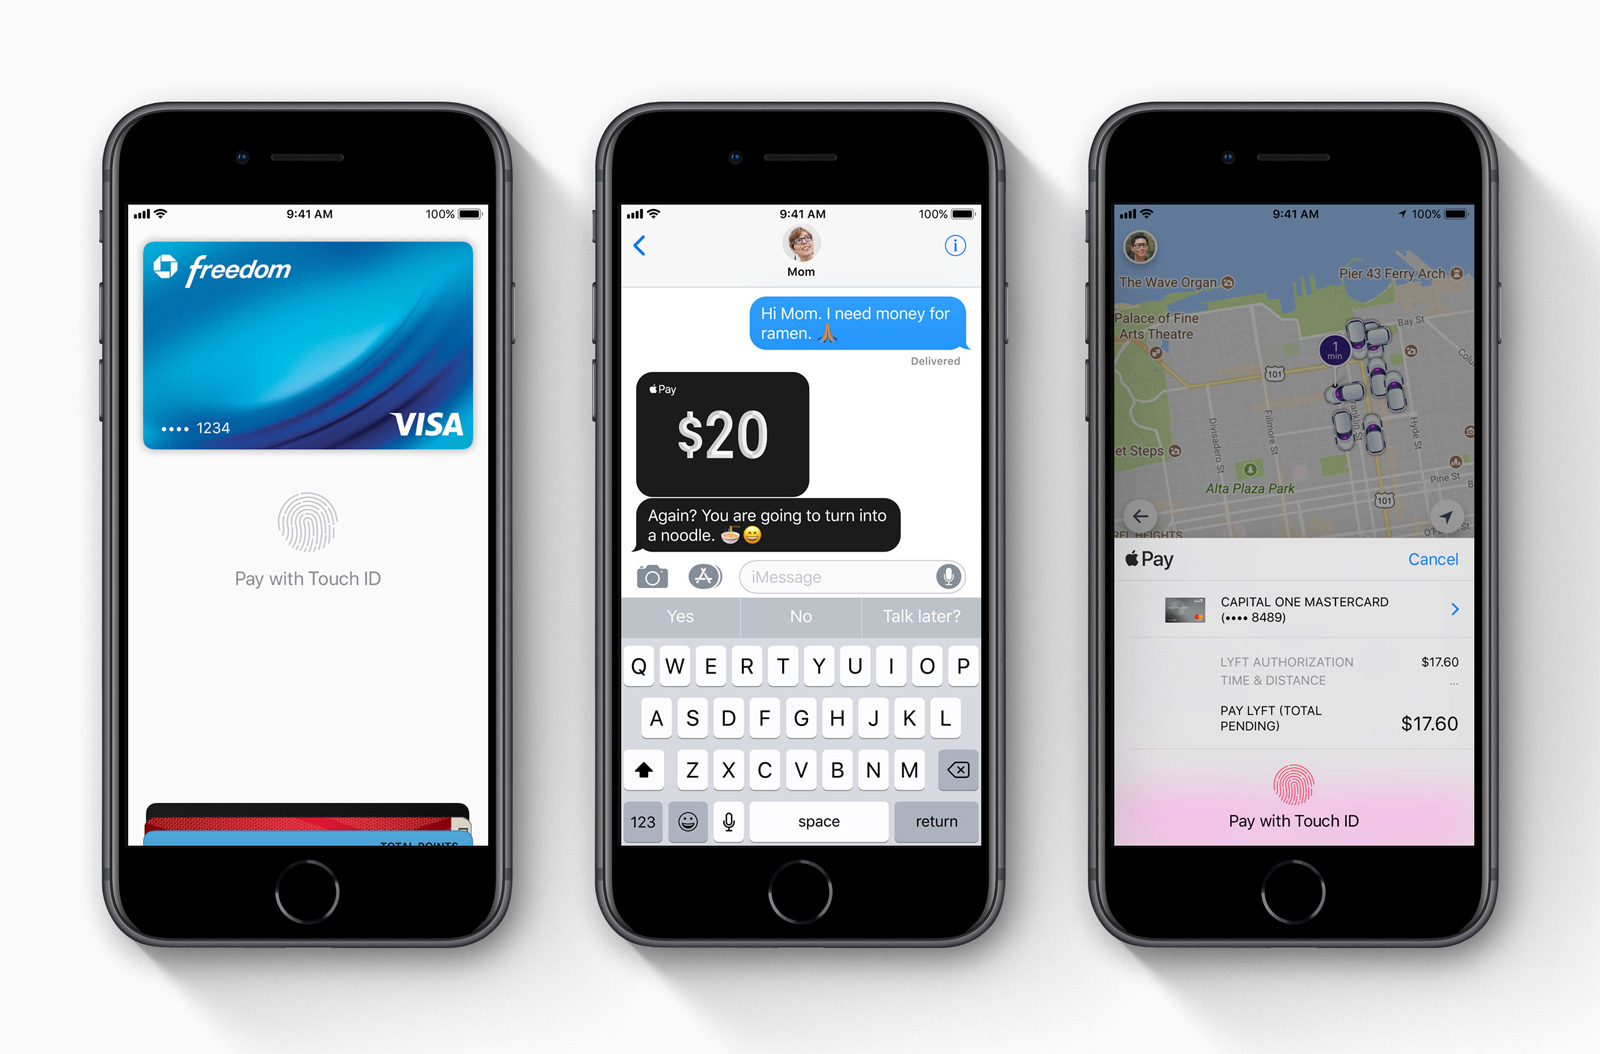 9:41 AM
100%
freedom
•••• 1234
VISA
Pay with Touch ID
TOTAL POINTS
9:41 AM
100%
Mom
Hi Mom. I need money for
ramen. 🙏🏾
Delivered
Pay
$20
Again? You are going to turn into
a noodle. 🍜😄
iMessage
Yes
No
Talk later?
Q W E R T Y U I O P
A S D F G H J K L
Z X C V B N M
123
space
return
9:41 AM
100%
The Wave Organ
Pier 43 Ferry Arch
Palace of Fine
Arts Theatre
Bay St
1
min
101
Divisadero St
Fillmore St
Franklin St
Hyde St
et Steps
Pine St
Alta Plaza Park
101
HEIGHTS
Pay
Cancel
CAPITAL ONE MASTERCARD
(•••• 8489)
LYFT AUTHORIZATION
$17.60
TIME & DISTANCE
...
PAY LYFT (TOTAL
PENDING)
$17.60
Pay with Touch ID